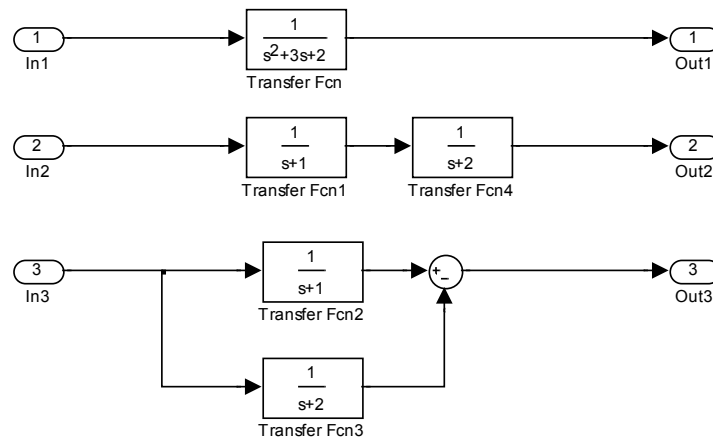 1
1
s²+3s+2
1
In1
Transfer Fcn
Out1
2
1
s+1
1
s+2
2
In2
Transfer Fcn1
Transfer Fcn4
Out2
3
1
s+1
+
−
3
In3
Transfer Fcn2
Out3
1
s+2
Transfer Fcn3